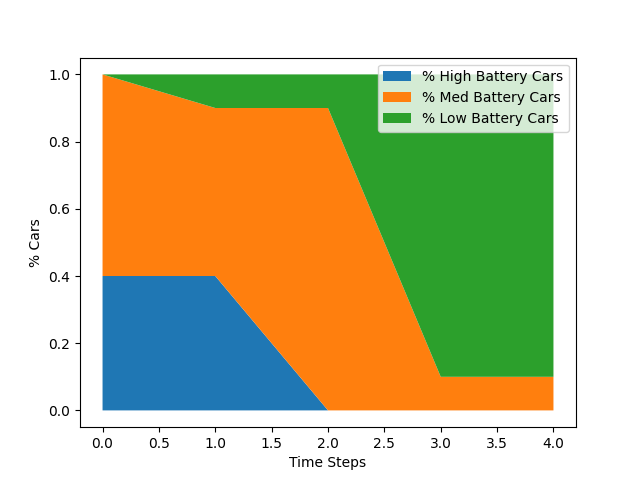 % High Battery Cars
% Med Battery Cars
% Low Battery Cars
1.0
0.8
0.6
0.4
0.2
0.0
% Cars
0.0 0.5 1.0 1.5 2.0 2.5 3.0 3.5 4.0
Time Steps